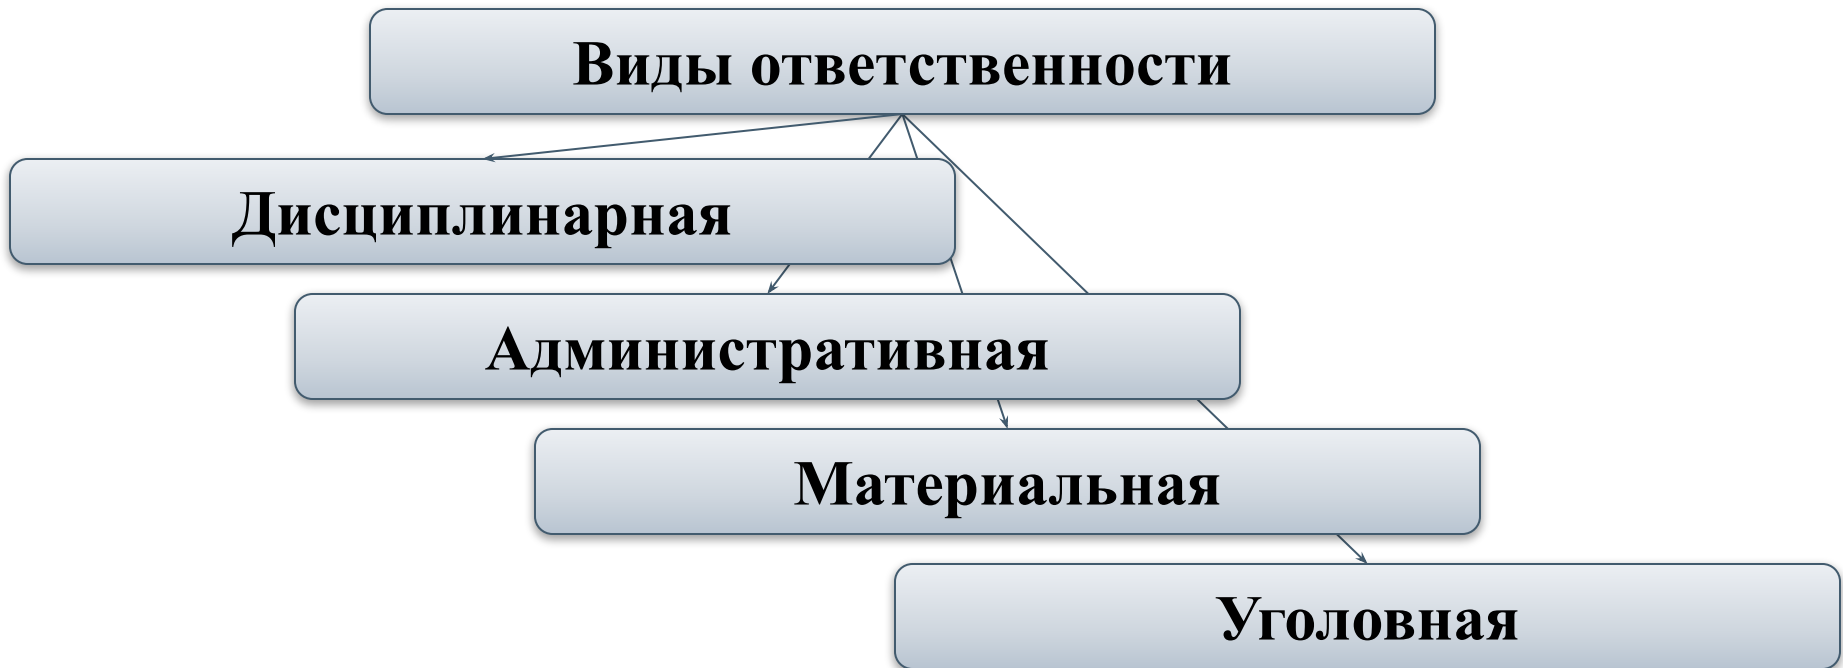 Виды ответственности
Дисциплинарная
Административная
Материальная
Уголовная